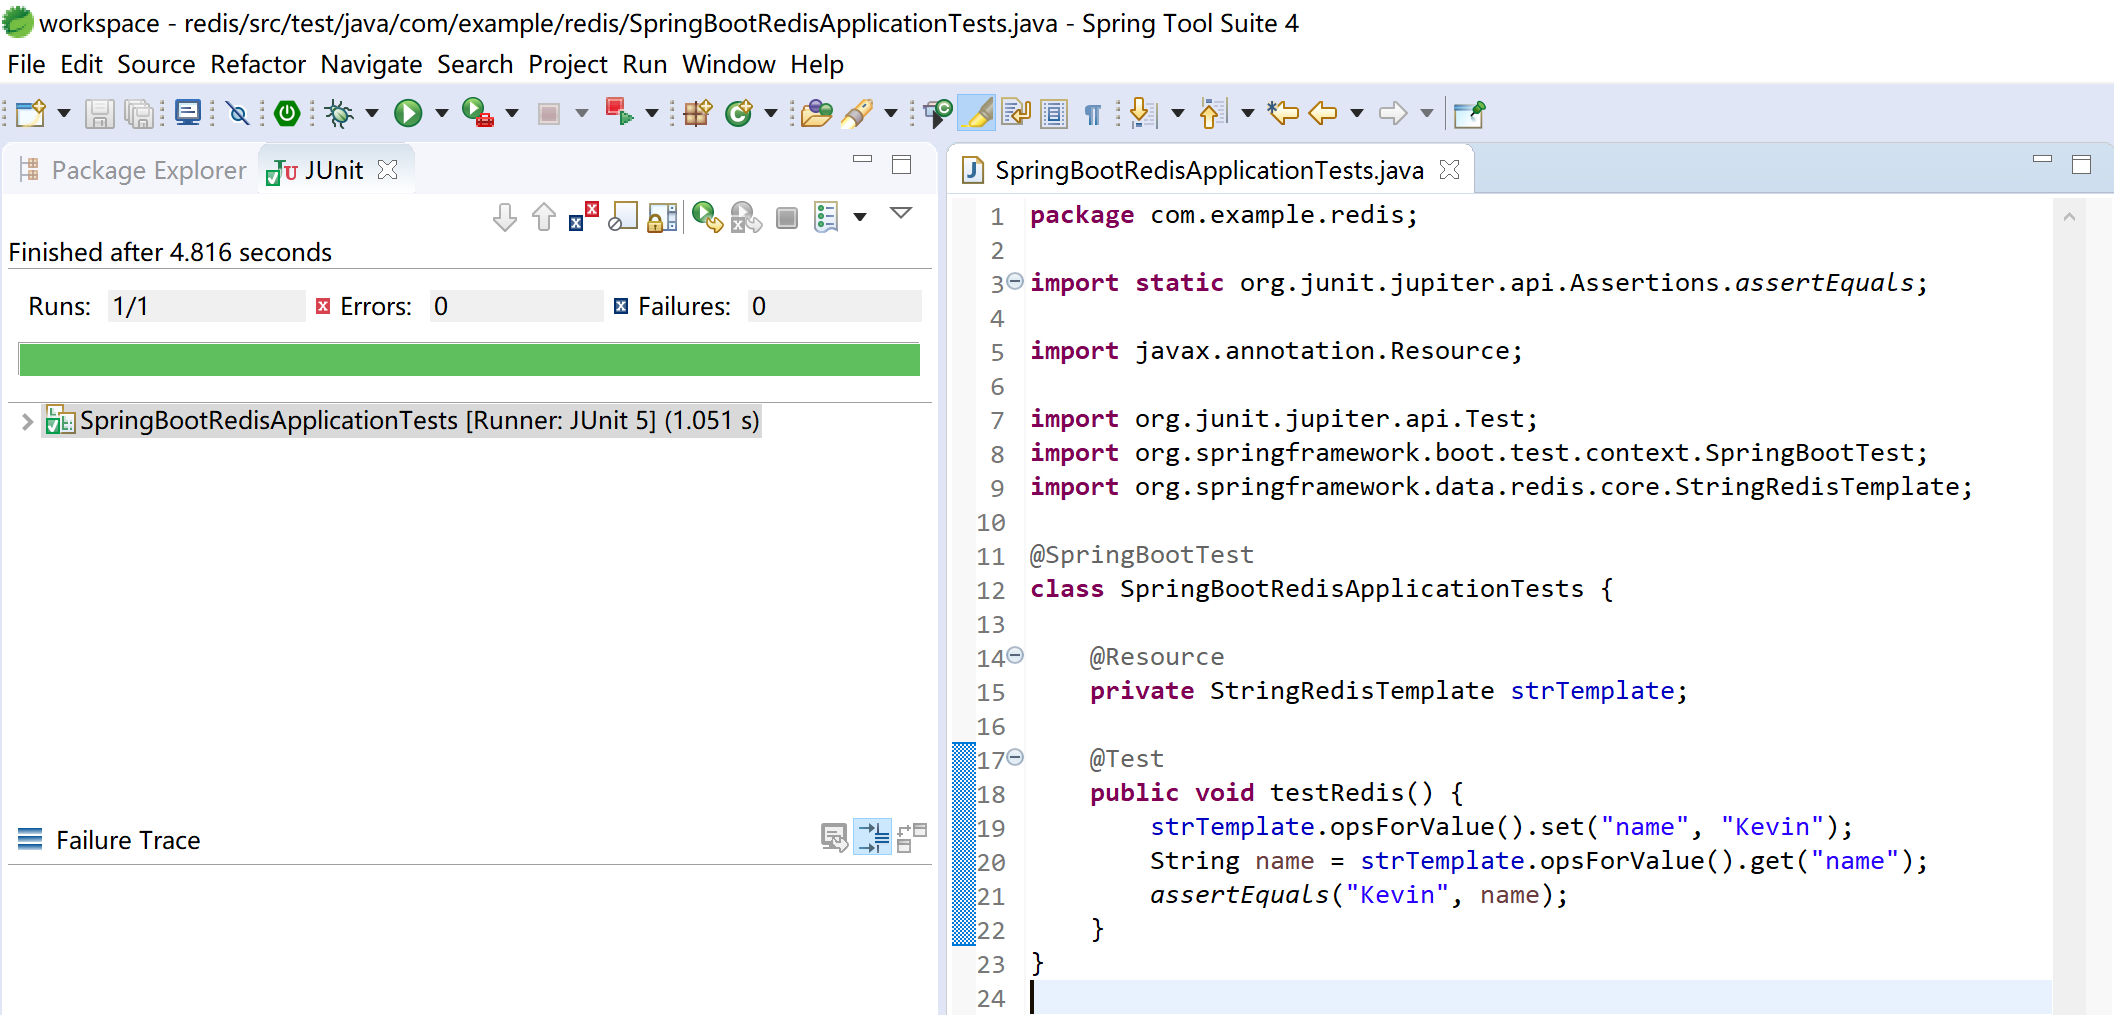 workspace - redis/src/test/java/com/example/redis/SpringBootRedisApplicationTests.java - Spring Tool Suite 4
File Edit Source Refactor Navigate Search Project Run Window Help
Package Explorer JUnit
Finished after 4.816 seconds
Runs: 1/1 Errors: 0 Failures: 0
SpringBootRedisApplicationTests [Runner: JUnit 5] (1.051 s)
Failure Trace
SpringBootRedisApplicationTests.java
1 package com.example.redis;
2
3 import static org.junit.jupiter.api.Assertions.assertEquals;
4
5 import javax.annotation.Resource;
6
7 import org.junit.jupiter.api.Test;
8 import org.springframework.boot.test.context.SpringBootTest;
9 import org.springframework.data.redis.core.StringRedisTemplate;
10
11 @SpringBootTest
12 class SpringBootRedisApplicationTests {
13
14     @Resource
15     private StringRedisTemplate strTemplate;
16
17     @Test
18     public void testRedis() {
19         strTemplate.opsForValue().set("name", "Kevin");
20         String name = strTemplate.opsForValue().get("name");
21         assertEquals("Kevin", name);
22     }
23 }
24